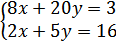 8x + 20y = 3
2x + 5y = 16